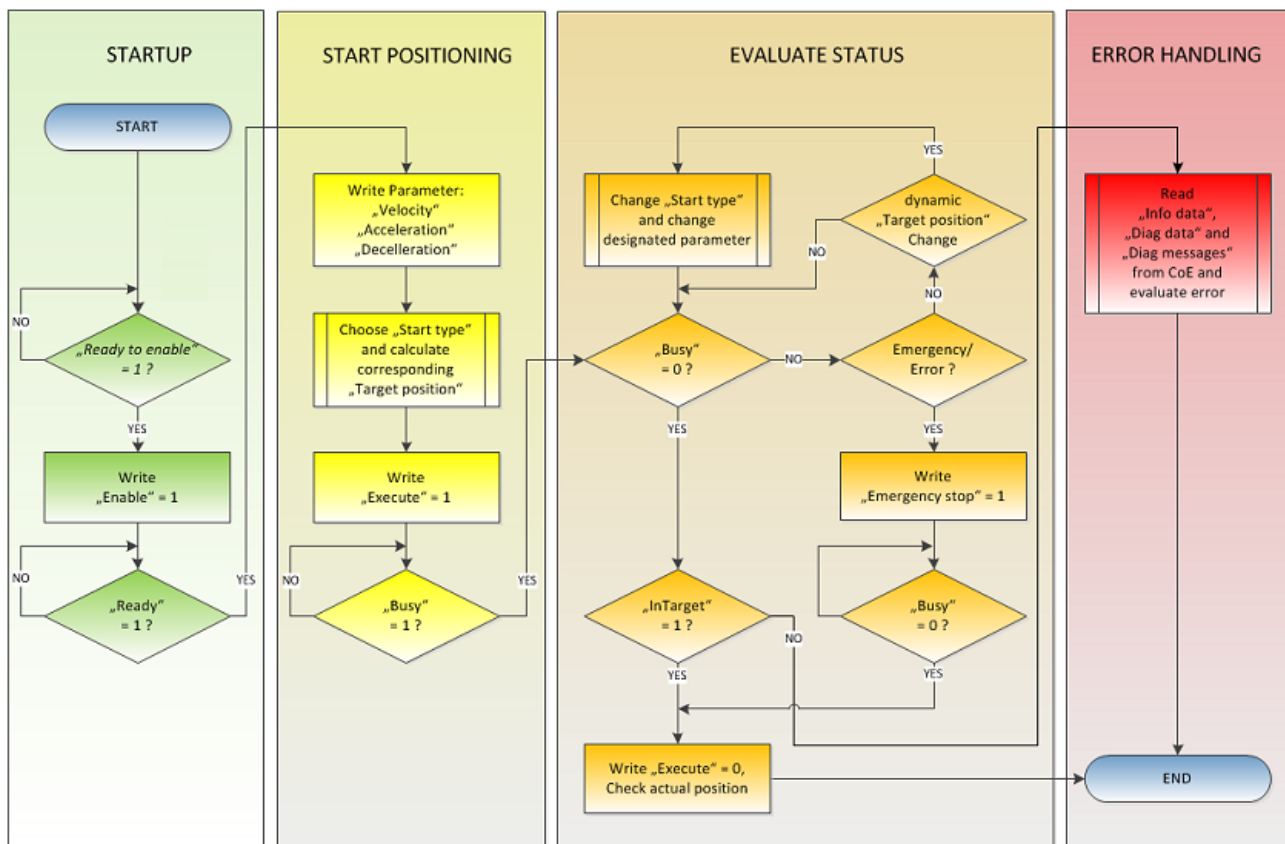 STARTUP
START
NO
„Ready to enable“
= 1 ?
YES
Write
„Enable“ = 1
NO
„Ready“
= 1 ?
YES
START POSITIONING
Write Parameter:
„Velocity“
„Acceleration“
„Decelleration“
Choose „Start type“
and calculate
corresponding
„Target position“
Write
„Execute“ = 1
NO
„Busy“
= 1 ?
YES
EVALUATE STATUS
YES
Change „Start type“
and change
designated parameter
dynamic
„Target position“
Change
NO
NO
„Busy“
= 0 ?
NO
Emergency/
Error ?
YES
YES
Write
„Emergency stop“ = 1
„InTarget“
= 1 ?
NO
„Busy“
= 0 ?
YES
YES
Write „Execute“ = 0,
Check actual position
ERROR HANDLING
Read
„Info data“,
„Diag data“ and
„Diag messages“
from CoE and
evaluate error
END